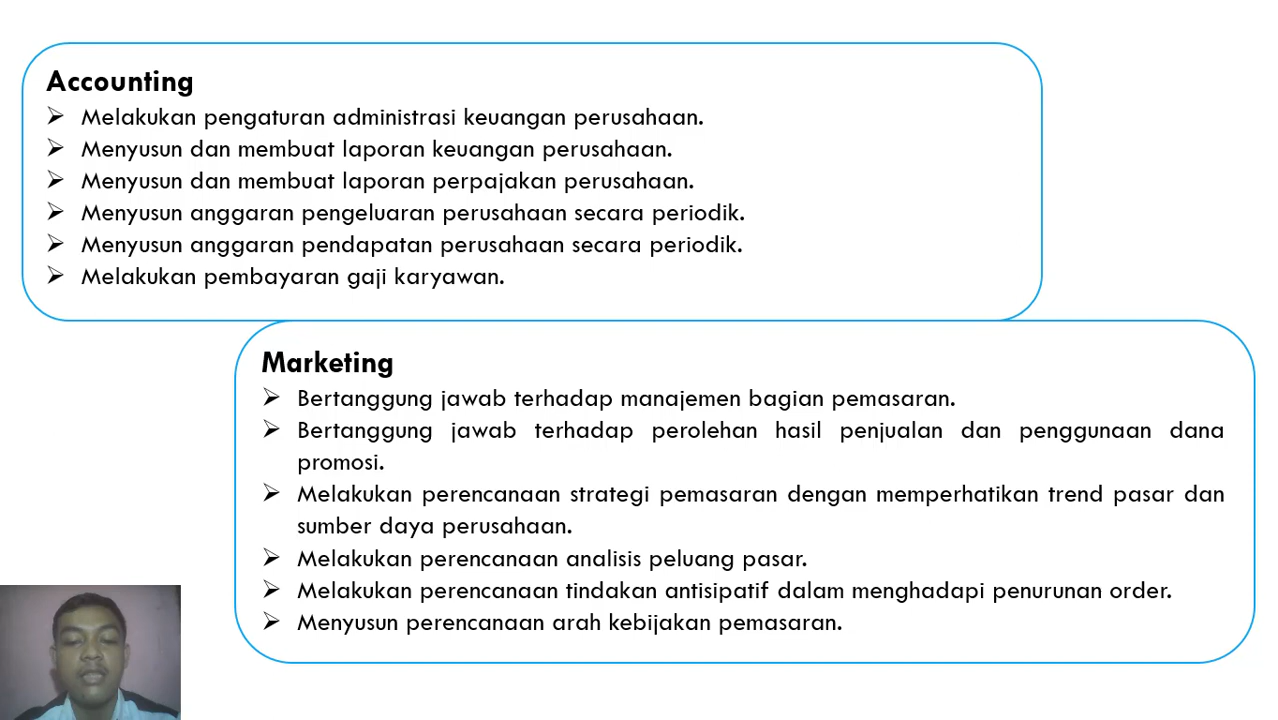 Accounting
➢ Melakukan pengaturan administrasi keuangan perusahaan.
➢ Menyusun dan membuat laporan keuangan perusahaan.
➢ Menyusun dan membuat laporan perpajakan perusahaan.
➢ Menyusun anggaran pengeluaran perusahaan secara periodik.
➢ Menyusun anggaran pendapatan perusahaan secara periodik.
➢ Melakukan pembayaran gaji karyawan.
Marketing
➢ Bertanggung jawab terhadap manajemen bagian pemasaran.
➢ Bertanggung jawab terhadap perolehan hasil penjualan dan penggunaan dana
promosi.
➢ Melakukan perencanaan strategi pemasaran dengan memperhatikan trend pasar dan
sumber daya perusahaan.
➢ Melakukan perencanaan analisis peluang pasar.
➢ Melakukan perencanaan tindakan antisipatif dalam menghadapi penurunan order.
➢ Menyusun perencanaan arah kebijakan pemasaran.